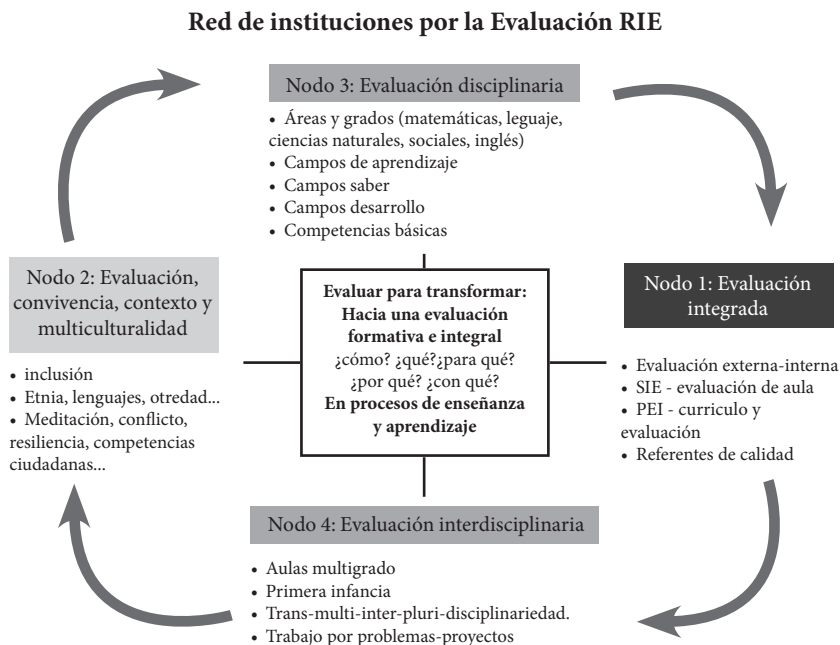 Red de instituciones por la Evaluación RIE
Nodo 3: Evaluación disciplinaria
• Áreas y grados (matemáticas, leguaje,
ciencias naturales, sociales, inglés)
• Campos de aprendizaje
• Campos saber
• Campos desarrollo
• Competencias básicas
Nodo 2: Evaluación,
convivencia, contexto y
multiculturalidad
• inclusión
• Etnia, lenguajes, otredad...
• Meditación, conflicto,
resiliencia, competencias
ciudadanas...
Evaluar para transformar:
Hacia una evaluación
formativa e integral
¿cómo? ¿qué?¿para qué?
¿por qué? ¿con qué?
En procesos de enseñanza
y aprendizaje
Nodo 1: Evaluación
integrada
• Evaluación externa-interna
• SIE - evaluación de aula
• PEI - curriculo y
evaluación
• Referentes de calidad
Nodo 4: Evaluación interdisciplinaria
• Aulas multigrado
• Primera infancia
• Trans-multi-inter-pluri-disciplinariedad.
• Trabajo por problemas-proyectos